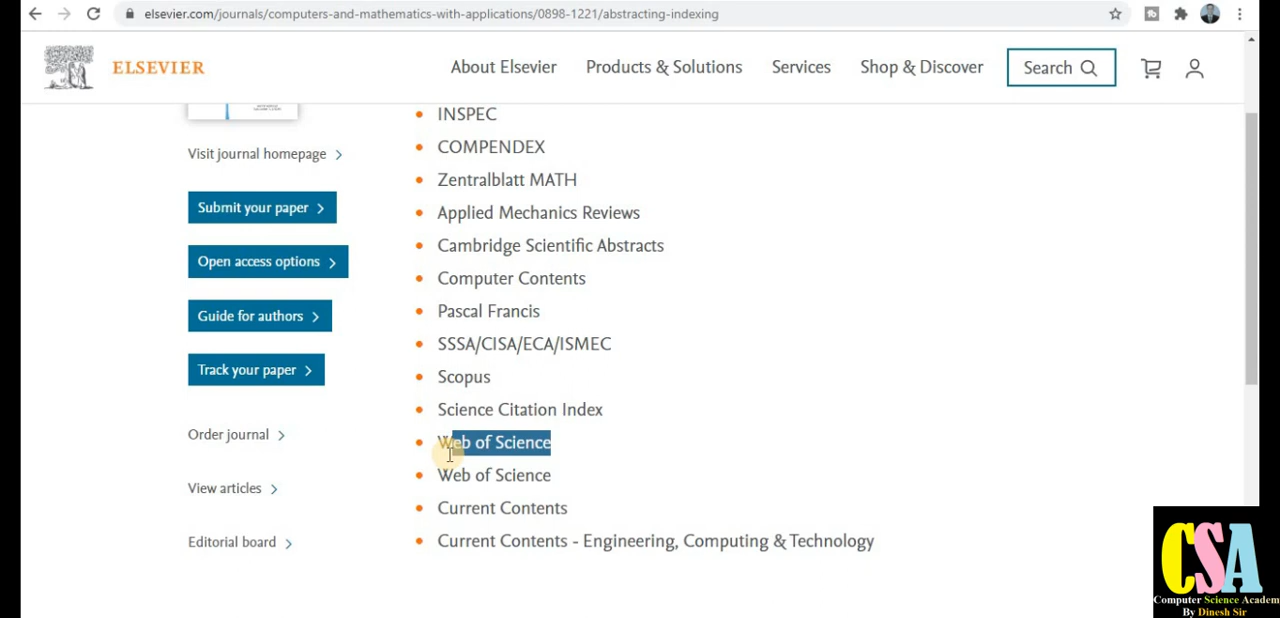 elsevier.com/journals/computers-and-mathematics-with-applications/0898-1221/abstracting-indexing
ELSEVIER
About Elsevier
Products & Solutions
Services
Shop & Discover
Search
Visit journal homepage
Submit your paper
Open access options
Guide for authors
Track your paper
Order journal
View articles
Editorial board
INSPEC
COMPENDEX
Zentralblatt MATH
Applied Mechanics Reviews
Cambridge Scientific Abstracts
Computer Contents
Pascal Francis
SSSA/CISA/ECA/ISMEC
Scopus
Science Citation Index
Web of Science
Web of Science
Current Contents
Current Contents - Engineering, Computing & Technology
CSA
Computer Science Academ
By Dinesh Sir